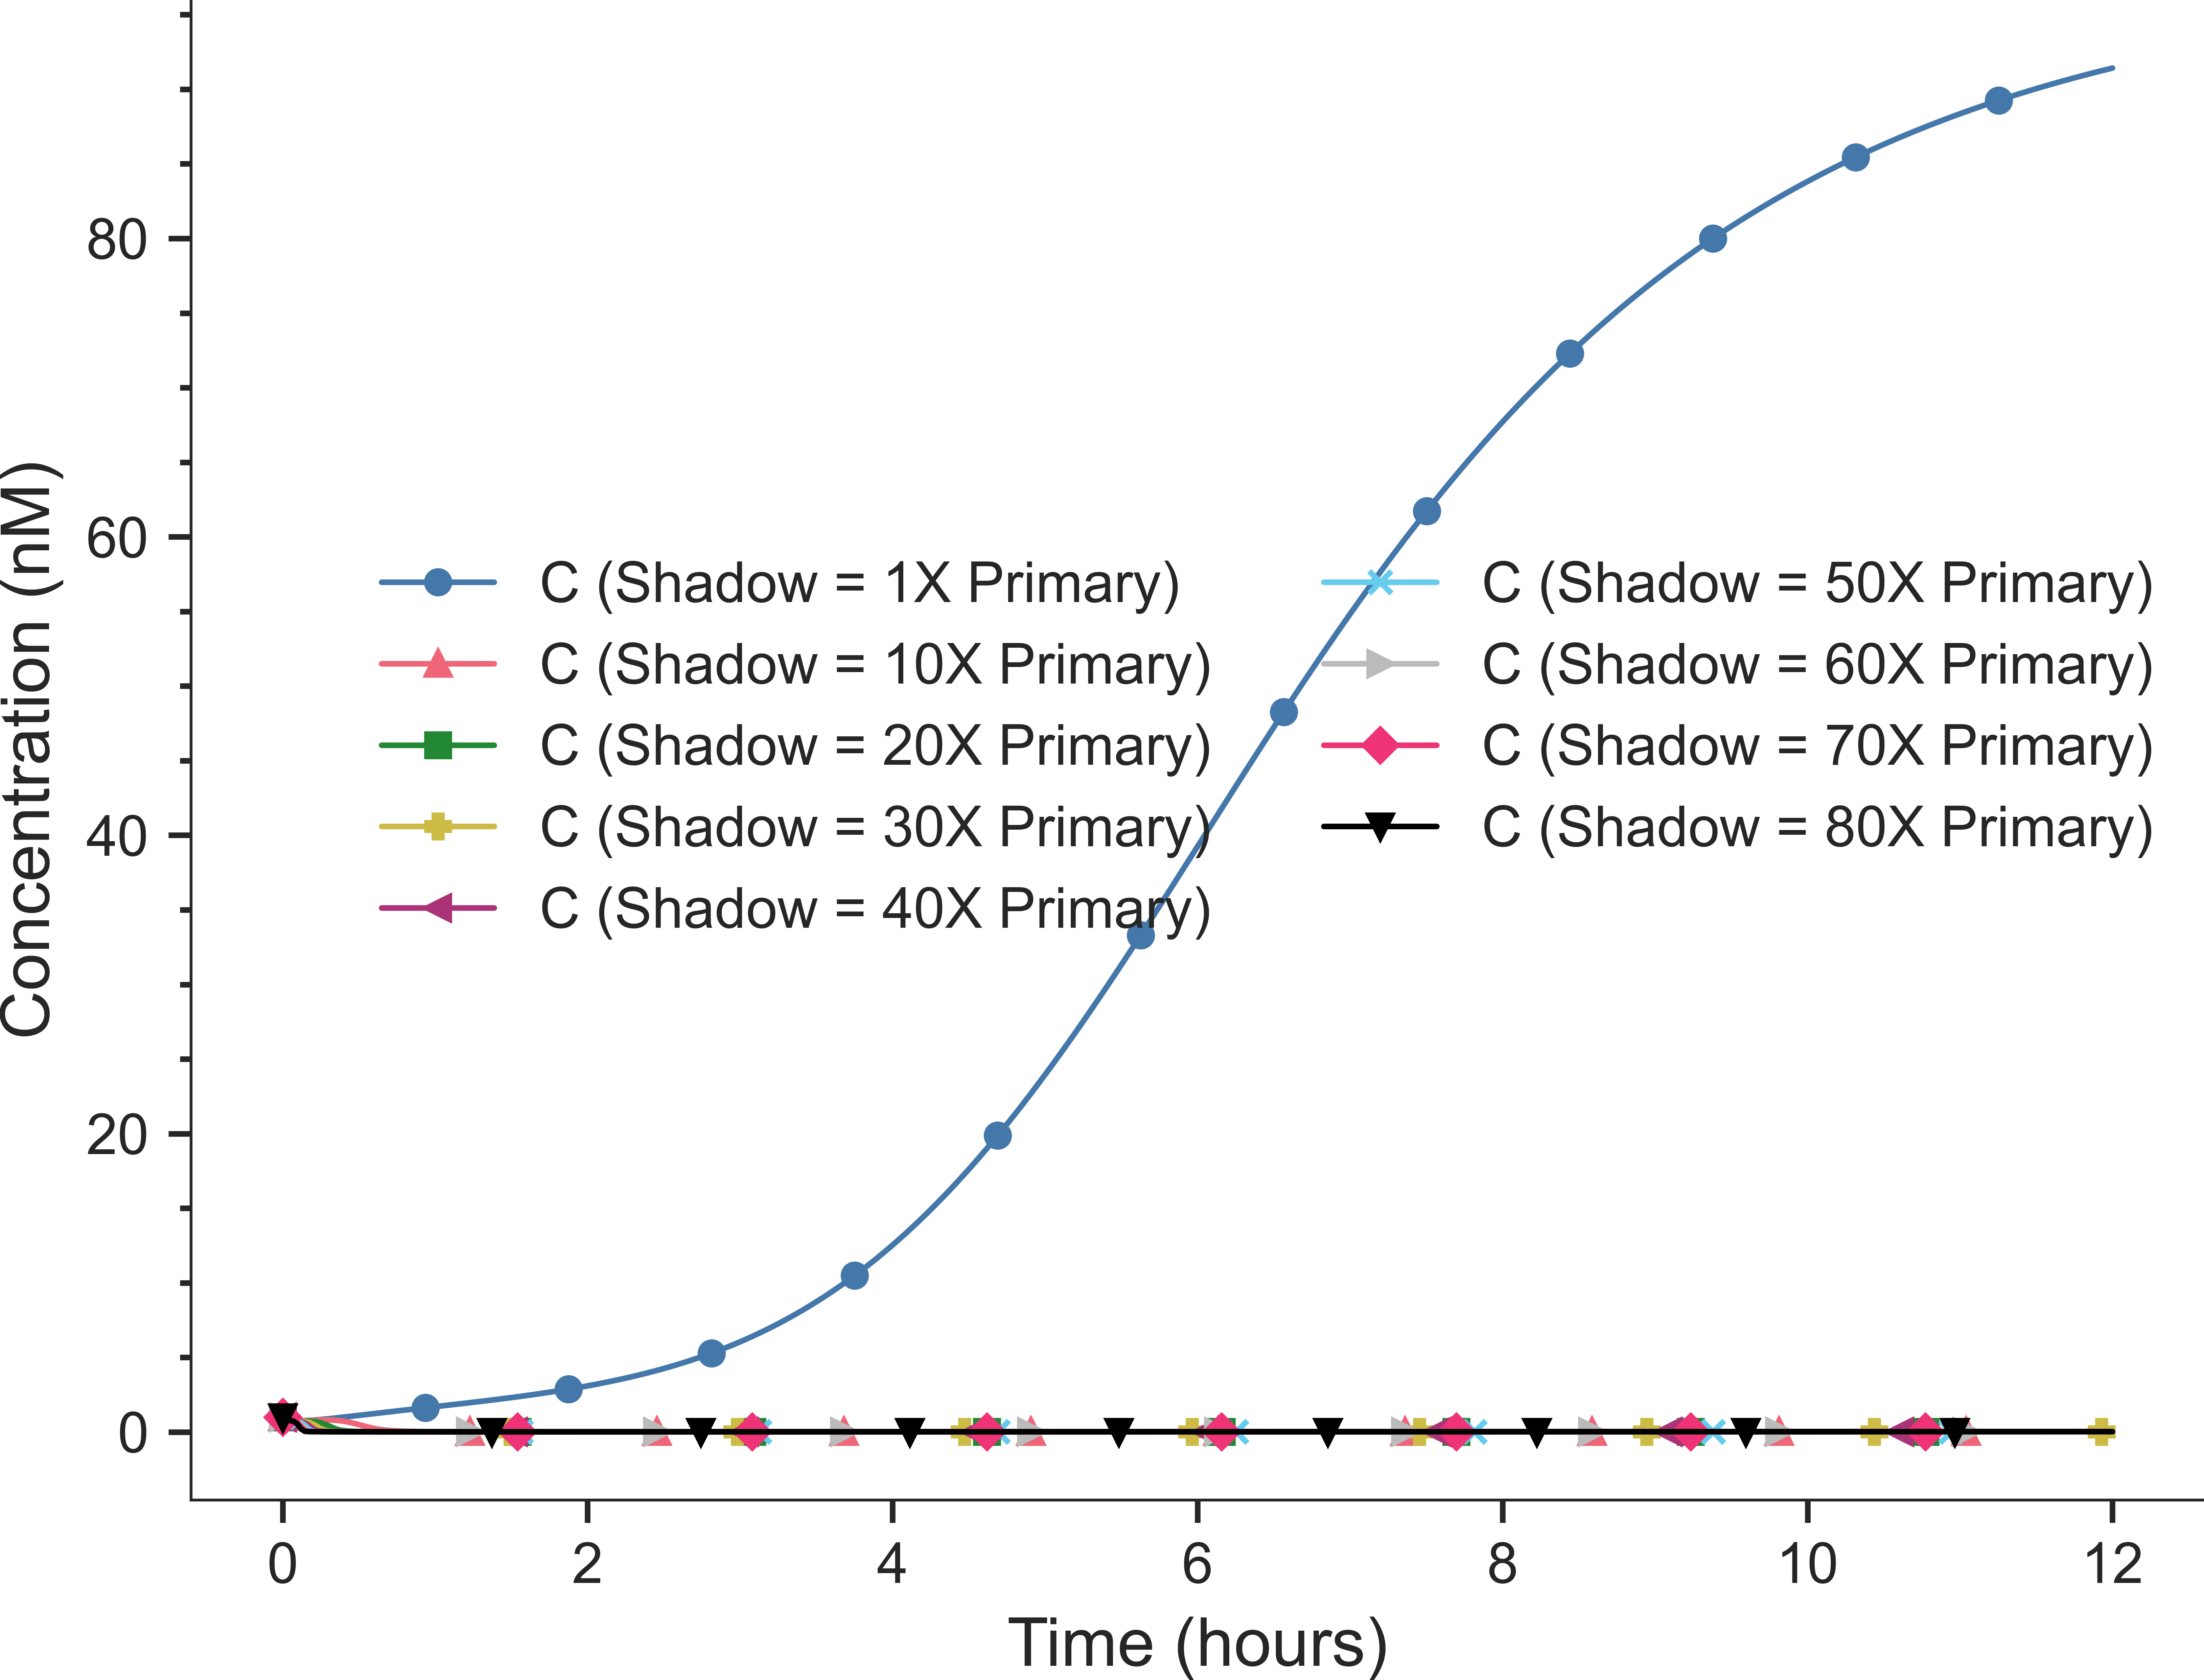 Concentration (nM)
80
60
40
20
0
C (Shadow = 1X Primary)
C (Shadow = 10X Primary)
C (Shadow = 20X Primary)
C (Shadow = 30X Primary)
C (Shadow = 40X Primary)
C (Shadow = 50X Primary)
C (Shadow = 60X Primary)
C (Shadow = 70X Primary)
C (Shadow = 80X Primary)
0 2 4 6 8 10 12
Time (hours)